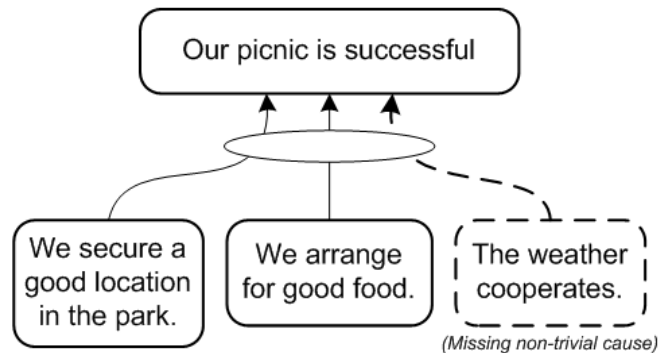 Our picnic is successful
We secure a
good location
in the park.
We arrange
for good food.
The weather
cooperates.
(Missing non-trivial cause)